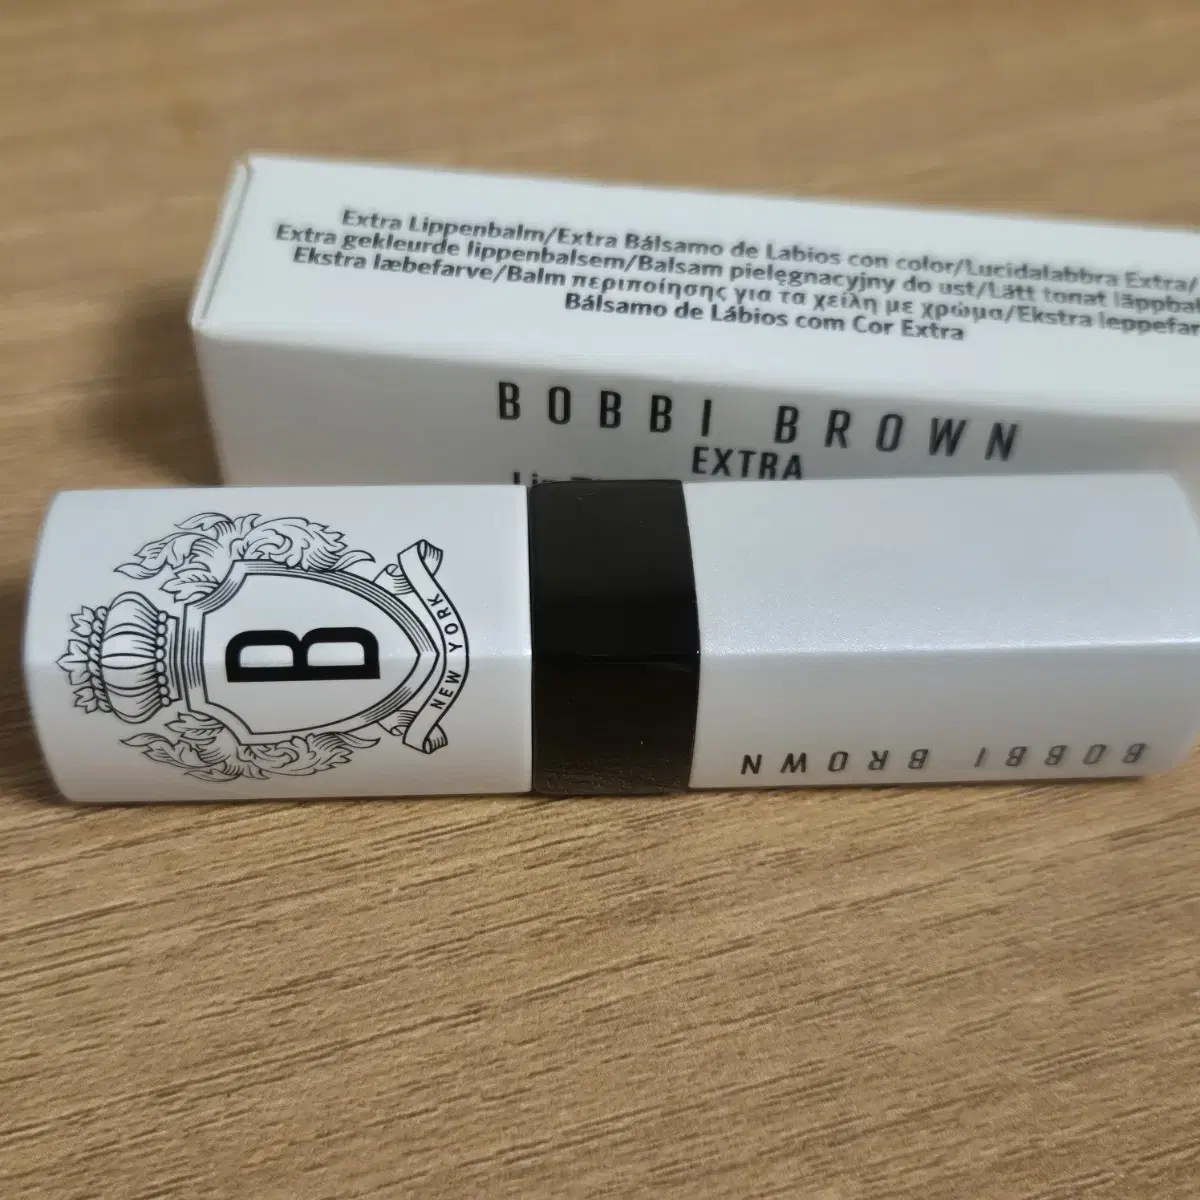 Extra Lippenbalm/Extra Bálsamo de Labios con color/Lucidalabbra Extra/
Extra gekleurde lippenbalsem/Balsam pielęgnacyjny do ust/Lätt tonat läppbal
Ekstra læbefarve/Balm περιποίησης για τα χείλη με χρώμα/Ekstra leppefar
Bálsamo de Lábios com Cor Extra
BOBBI BROWN
EXTRA
Lip
B
NEW YORK
BOBBI BROWN